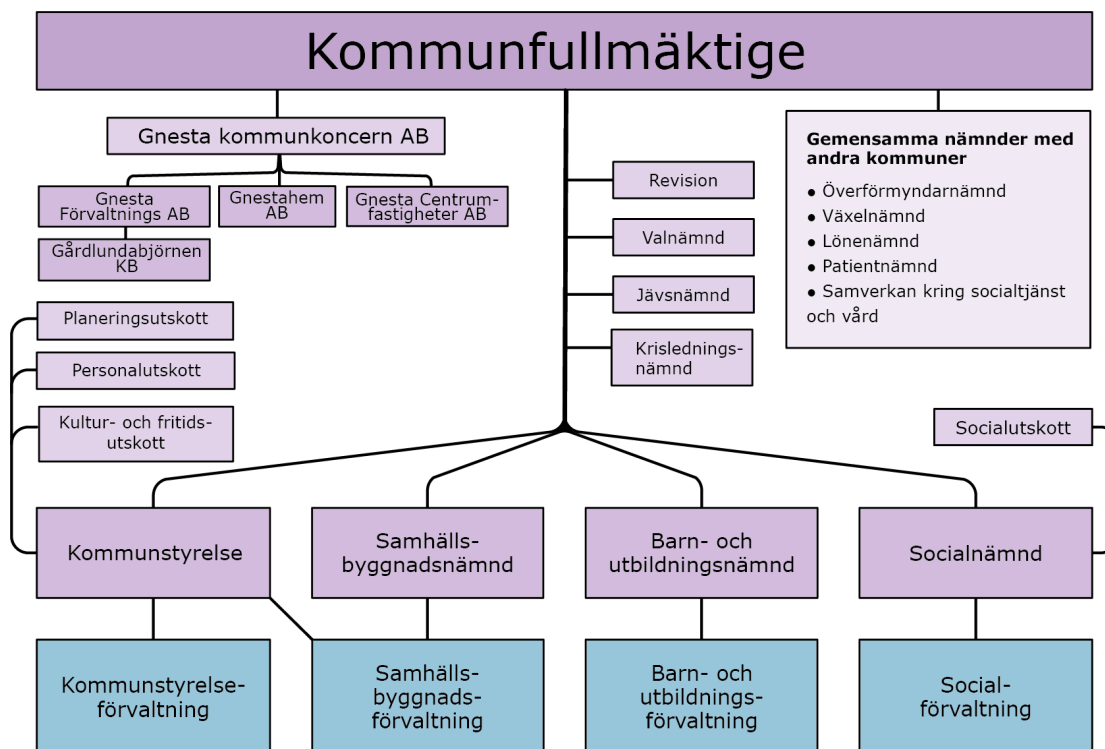 Kommunfullmäktige
Gnesta kommunkoncern AB
Gnesta
Förvaltnings AB
Gnestahem
AB
Gnesta Centrum-
fastigheter AB
Gårdlundabjörnen
KB
Revision
Valnämnd
Jävsnämnd
Krislednings-
nämnd
Gemensamma nämnder med
andra kommuner
● Överförmyndarnämnd
● Växelnämnd
● Lönenämnd
● Patientnämnd
● Samverkan kring socialtjänst
och vård
Planeringsutskott
Personalutskott
Kultur- och fritids-
utskott
Socialutskott
Kommunstyrelse
Samhälls-
byggnadsnämnd
Barn- och
utbildningsnämnd
Socialnämnd
Kommunstyrelse-
förvaltning
Samhälls-
byggnads-
förvaltning
Barn- och
utbildnings-
förvaltning
Social-
förvaltning